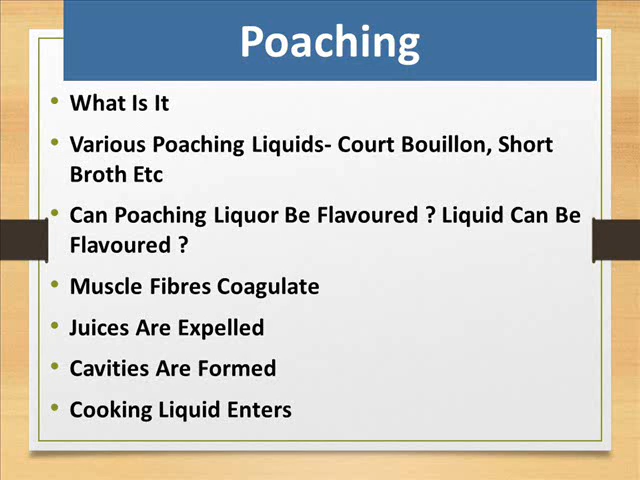 Poaching
• What Is It
• Various Poaching Liquids- Court Bouillon, Short
Broth Etc
• Can Poaching Liquor Be Flavoured ? Liquid Can Be
Flavoured ?
• Muscle Fibres Coagulate
• Juices Are Expelled
• Cavities Are Formed
• Cooking Liquid Enters